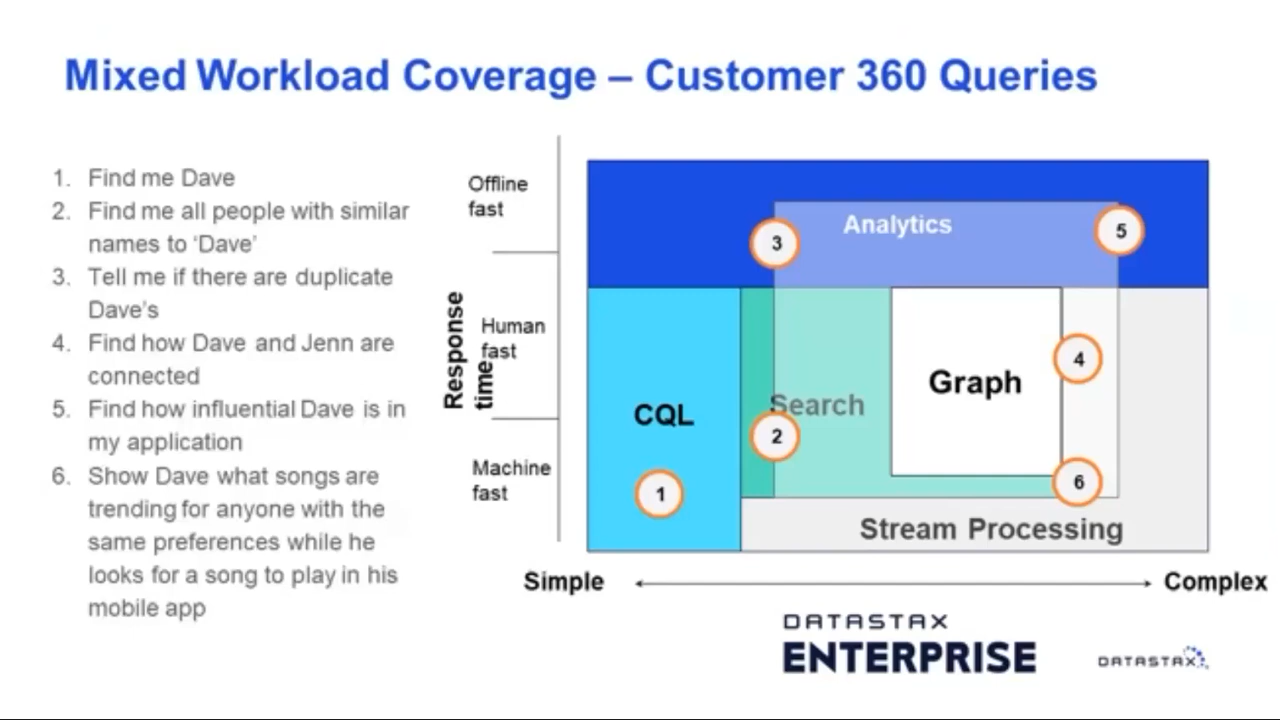 Mixed Workload Coverage – Customer 360 Queries
1. Find me Dave
2. Find me all people with similar
names to ‘Dave’
3. Tell me if there are duplicate
Dave’s
4. Find how Dave and Jenn are
connected
5. Find how influential Dave is in
my application
6. Show Dave what songs are
trending for anyone with the
same preferences while he
looks for a song to play in his
mobile app
Response
time
Offline
fast
Human
fast
Machine
fast
Analytics
3
5
CQL
1
Search
2
Graph
4
6
Stream Processing
Simple
Complex
DATASTAX
ENTERPRISE
DATASTAX